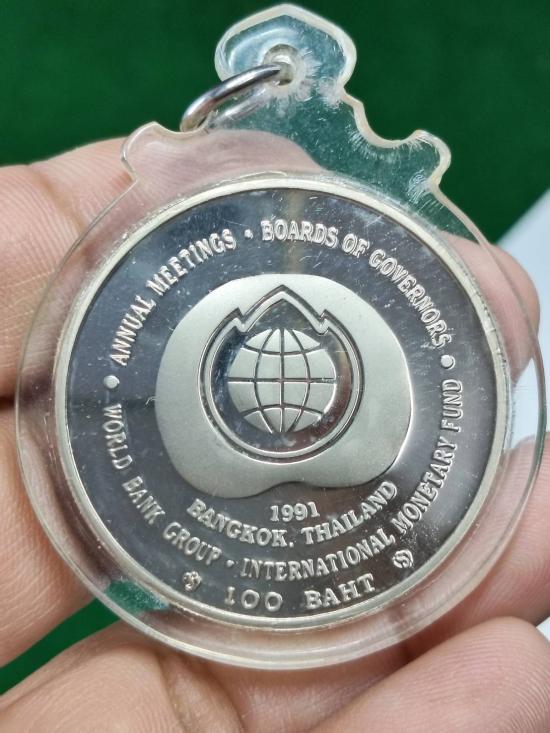 ANNUAL MEETINGS • BOARDS OF GOVERNORS •
WORLD BANK GROUP • INTERNATIONAL MONETARY FUND
1991
BANGKOK, THAILAND
100 BAHT